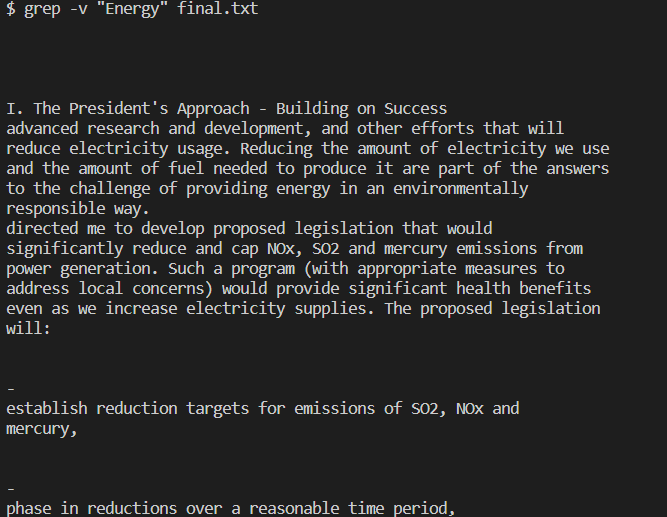 $ grep -v "Energy" final.txt
I. The President's Approach - Building on Success
advanced research and development, and other efforts that will
reduce electricity usage. Reducing the amount of electricity we use
and the amount of fuel needed to produce it are part of the answers
to the challenge of providing energy in an environmentally
responsible way.
directed me to develop proposed legislation that would
significantly reduce and cap NOx, SO2 and mercury emissions from
power generation. Such a program (with appropriate measures to
address local concerns) would provide significant health benefits
even as we increase electricity supplies. The proposed legislation
will:
-
establish reduction targets for emissions of SO2, NOx and
mercury,
-
phase in reductions over a reasonable time period,